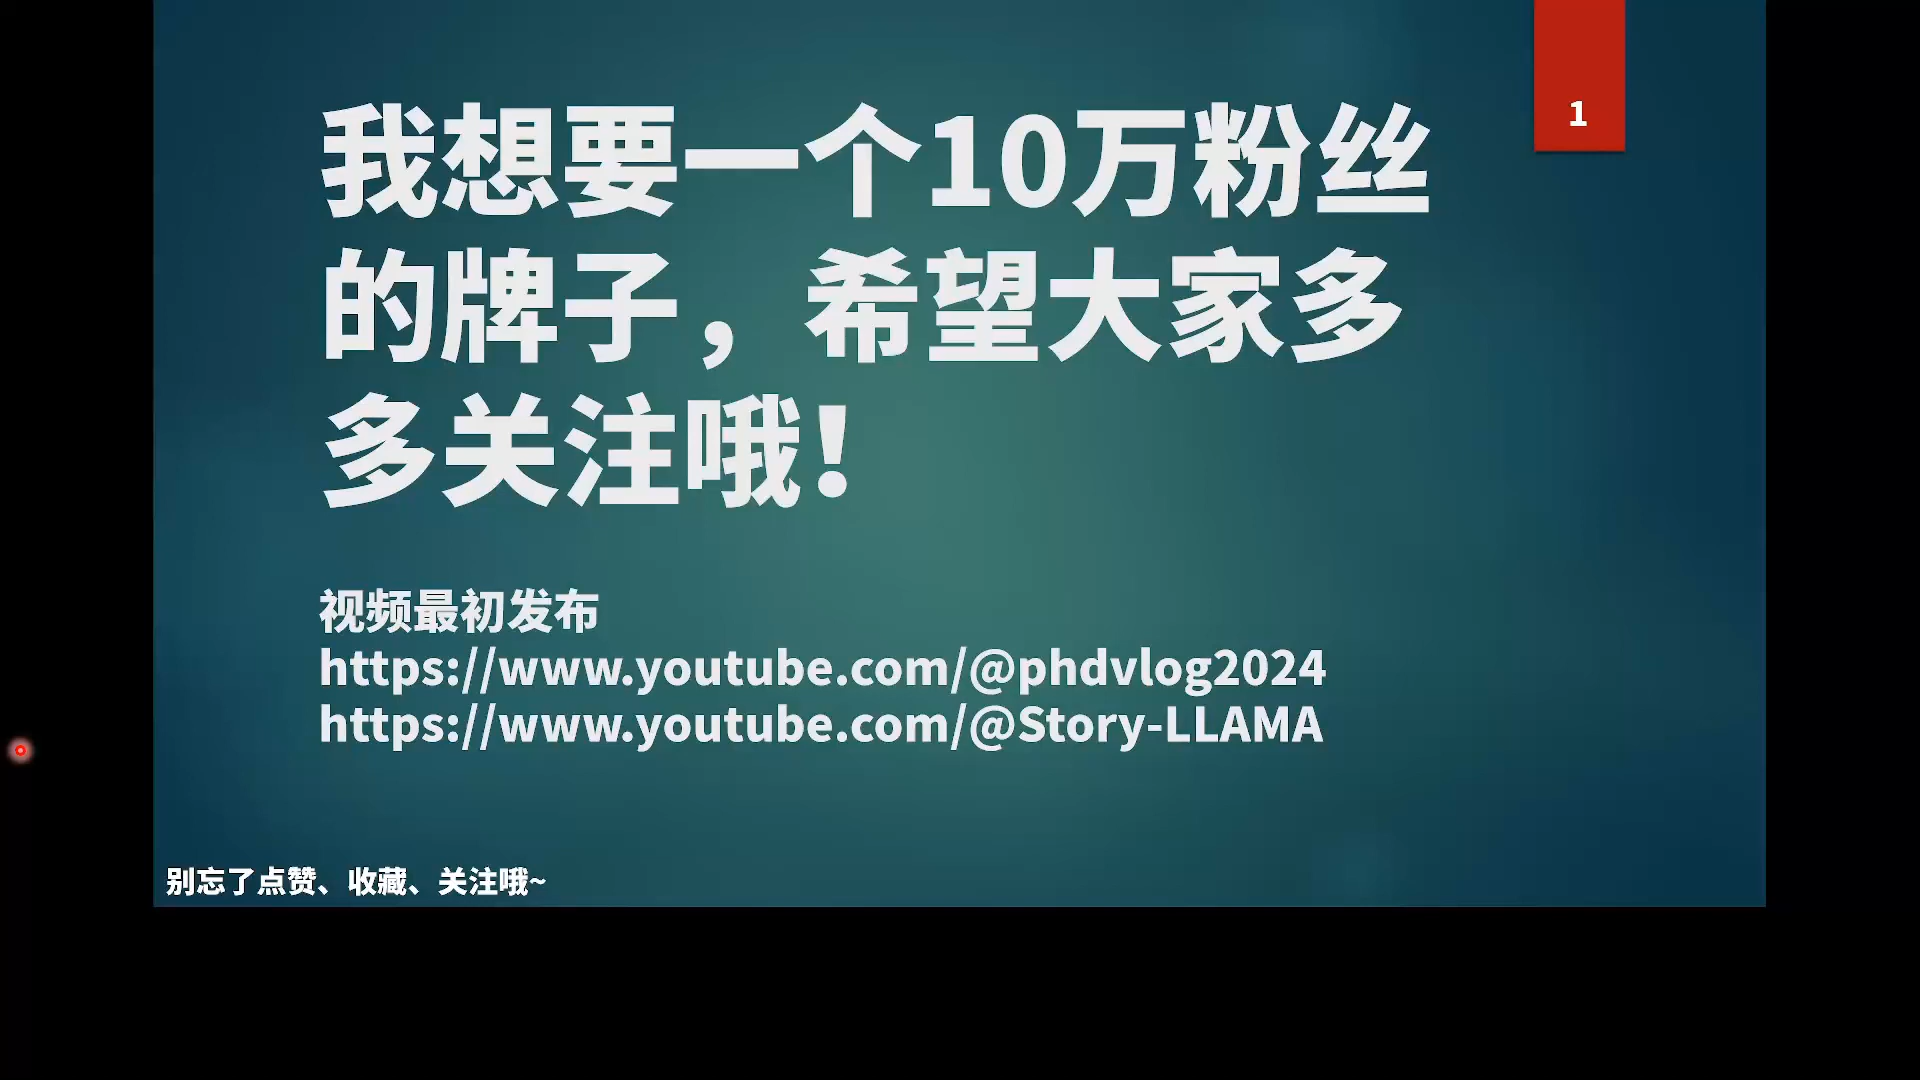 1
我想要一个10万粉丝
的牌子，希望大家多
多关注哦！
视频最初发布
https://www.youtube.com/@phdvlog2024
https://www.youtube.com/@Story-LLAMA
别忘了点赞、收藏、关注哦~